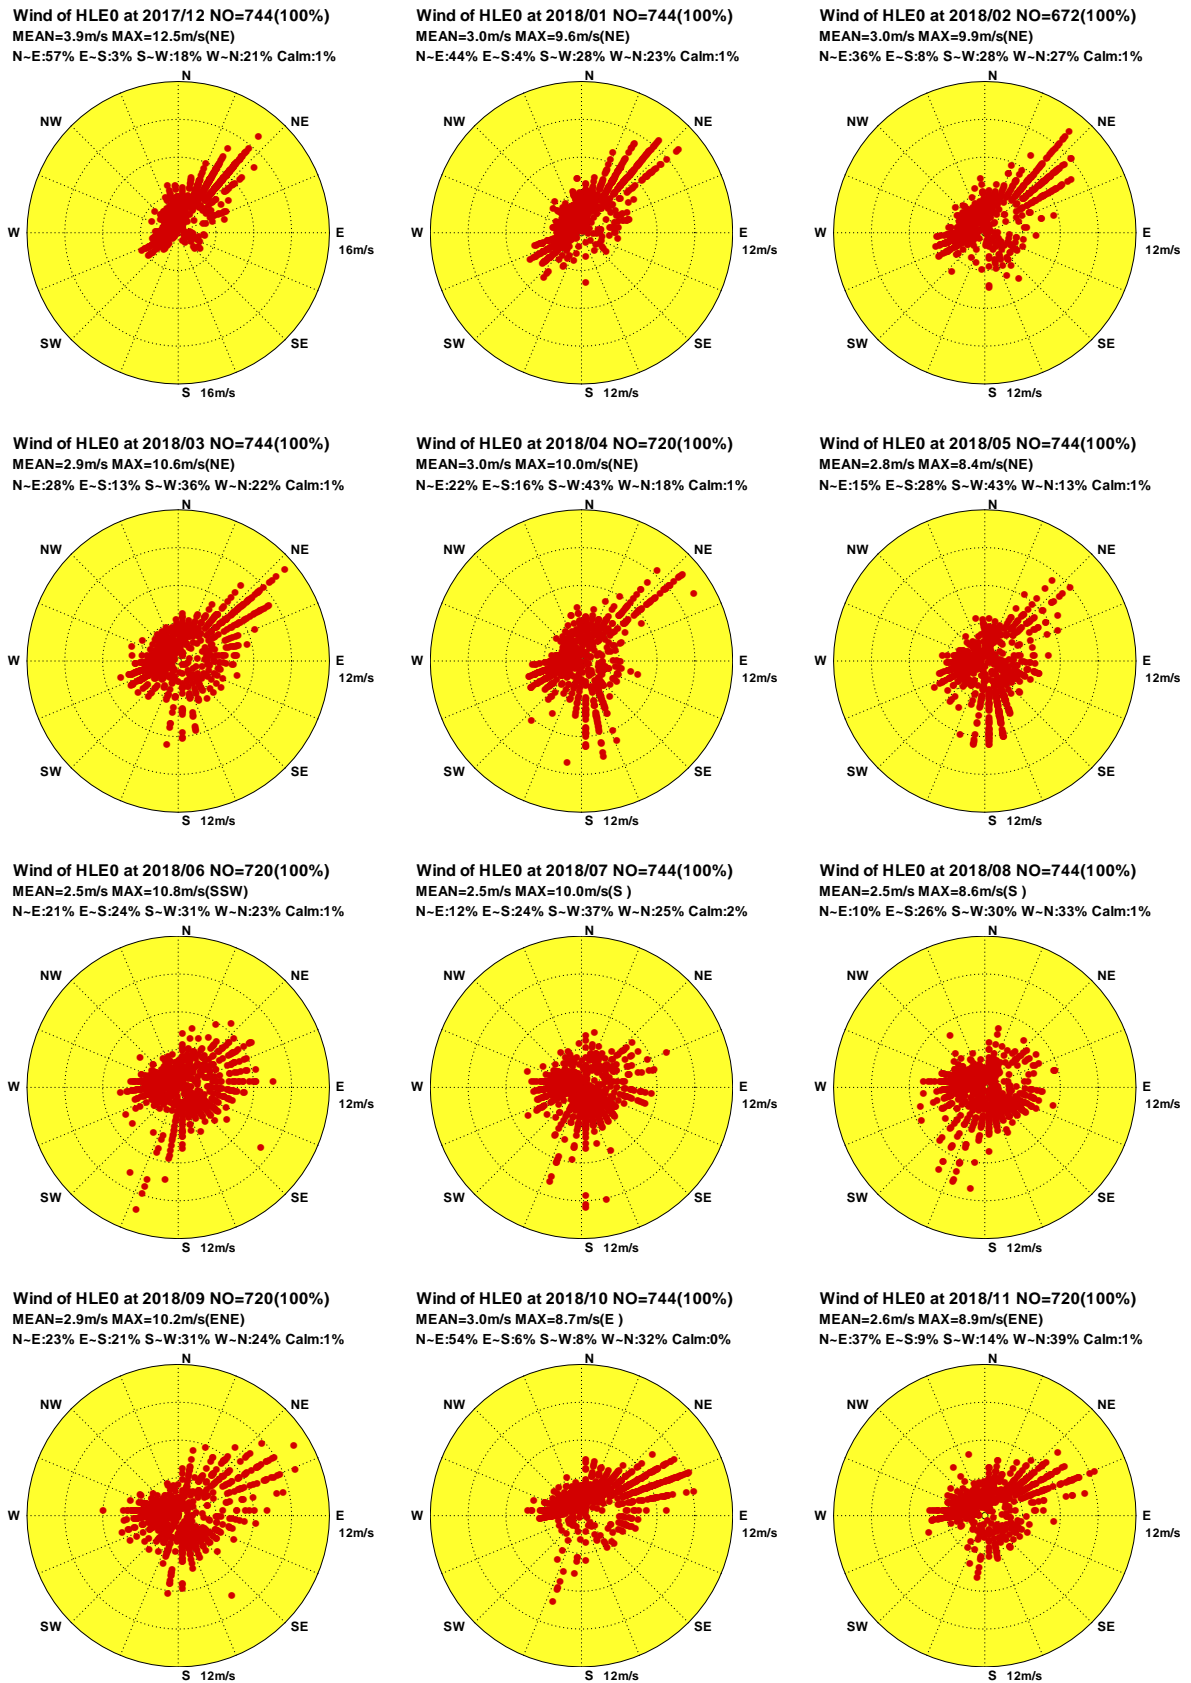 Wind of HLE0 at 2017/12 NO=744(100%)
MEAN=3.9m/s MAX=12.5m/s(NE)
N~E:57% E~S:3% S~W:18% W~N:21% Calm:1%
N
NW
NE
W
E
16m/s
SW
SE
S 16m/s
Wind of HLE0 at 2018/01 NO=744(100%)
MEAN=3.0m/s MAX=9.6m/s(NE)
N~E:44% E~S:4% S~W:28% W~N:23% Calm:1%
N
NW
NE
W
E
12m/s
SW
SE
S 12m/s
Wind of HLE0 at 2018/02 NO=672(100%)
MEAN=3.0m/s MAX=9.9m/s(NE)
N~E:36% E~S:8% S~W:28% W~N:27% Calm:1%
N
NW
NE
W
E
12m/s
SW
SE
S 12m/s
Wind of HLE0 at 2018/03 NO=744(100%)
MEAN=2.9m/s MAX=10.6m/s(NE)
N~E:28% E~S:13% S~W:36% W~N:22% Calm:1%
N
NW
NE
W
E
12m/s
SW
SE
S 12m/s
Wind of HLE0 at 2018/04 NO=720(100%)
MEAN=3.0m/s MAX=10.0m/s(NE)
N~E:22% E~S:16% S~W:43% W~N:18% Calm:1%
N
NW
NE
W
E
12m/s
SW
SE
S 12m/s
Wind of HLE0 at 2018/05 NO=744(100%)
MEAN=2.8m/s MAX=8.4m/s(NE)
N~E:15% E~S:28% S~W:43% W~N:13% Calm:1%
N
NW
NE
W
E
12m/s
SW
SE
S 12m/s
Wind of HLE0 at 2018/06 NO=720(100%)
MEAN=2.5m/s MAX=10.8m/s(SSW)
N~E:21% E~S:24% S~W:31% W~N:23% Calm:1%
N
NW
NE
W
E
12m/s
SW
SE
S 12m/s
Wind of HLE0 at 2018/07 NO=744(100%)
MEAN=2.5m/s MAX=10.0m/s(S )
N~E:12% E~S:24% S~W:37% W~N:25% Calm:2%
N
NW
NE
W
E
12m/s
SW
SE
S 12m/s
Wind of HLE0 at 2018/08 NO=744(100%)
MEAN=2.5m/s MAX=8.6m/s(S )
N~E:10% E~S:26% S~W:30% W~N:33% Calm:1%
N
NW
NE
W
E
12m/s
SW
SE
S 12m/s
Wind of HLE0 at 2018/09 NO=720(100%)
MEAN=2.9m/s MAX=10.2m/s(ENE)
N~E:23% E~S:21% S~W:31% W~N:24% Calm:1%
N
NW
NE
W
E
12m/s
SW
SE
S 12m/s
Wind of HLE0 at 2018/10 NO=744(100%)
MEAN=3.0m/s MAX=8.7m/s(E )
N~E:54% E~S:6% S~W:8% W~N:32% Calm:0%
N
NW
NE
W
E
12m/s
SW
SE
S 12m/s
Wind of HLE0 at 2018/11 NO=720(100%)
MEAN=2.6m/s MAX=8.9m/s(ENE)
N~E:37% E~S:9% S~W:14% W~N:39% Calm:1%
N
NW
NE
W
E
12m/s
SW
SE
S 12m/s